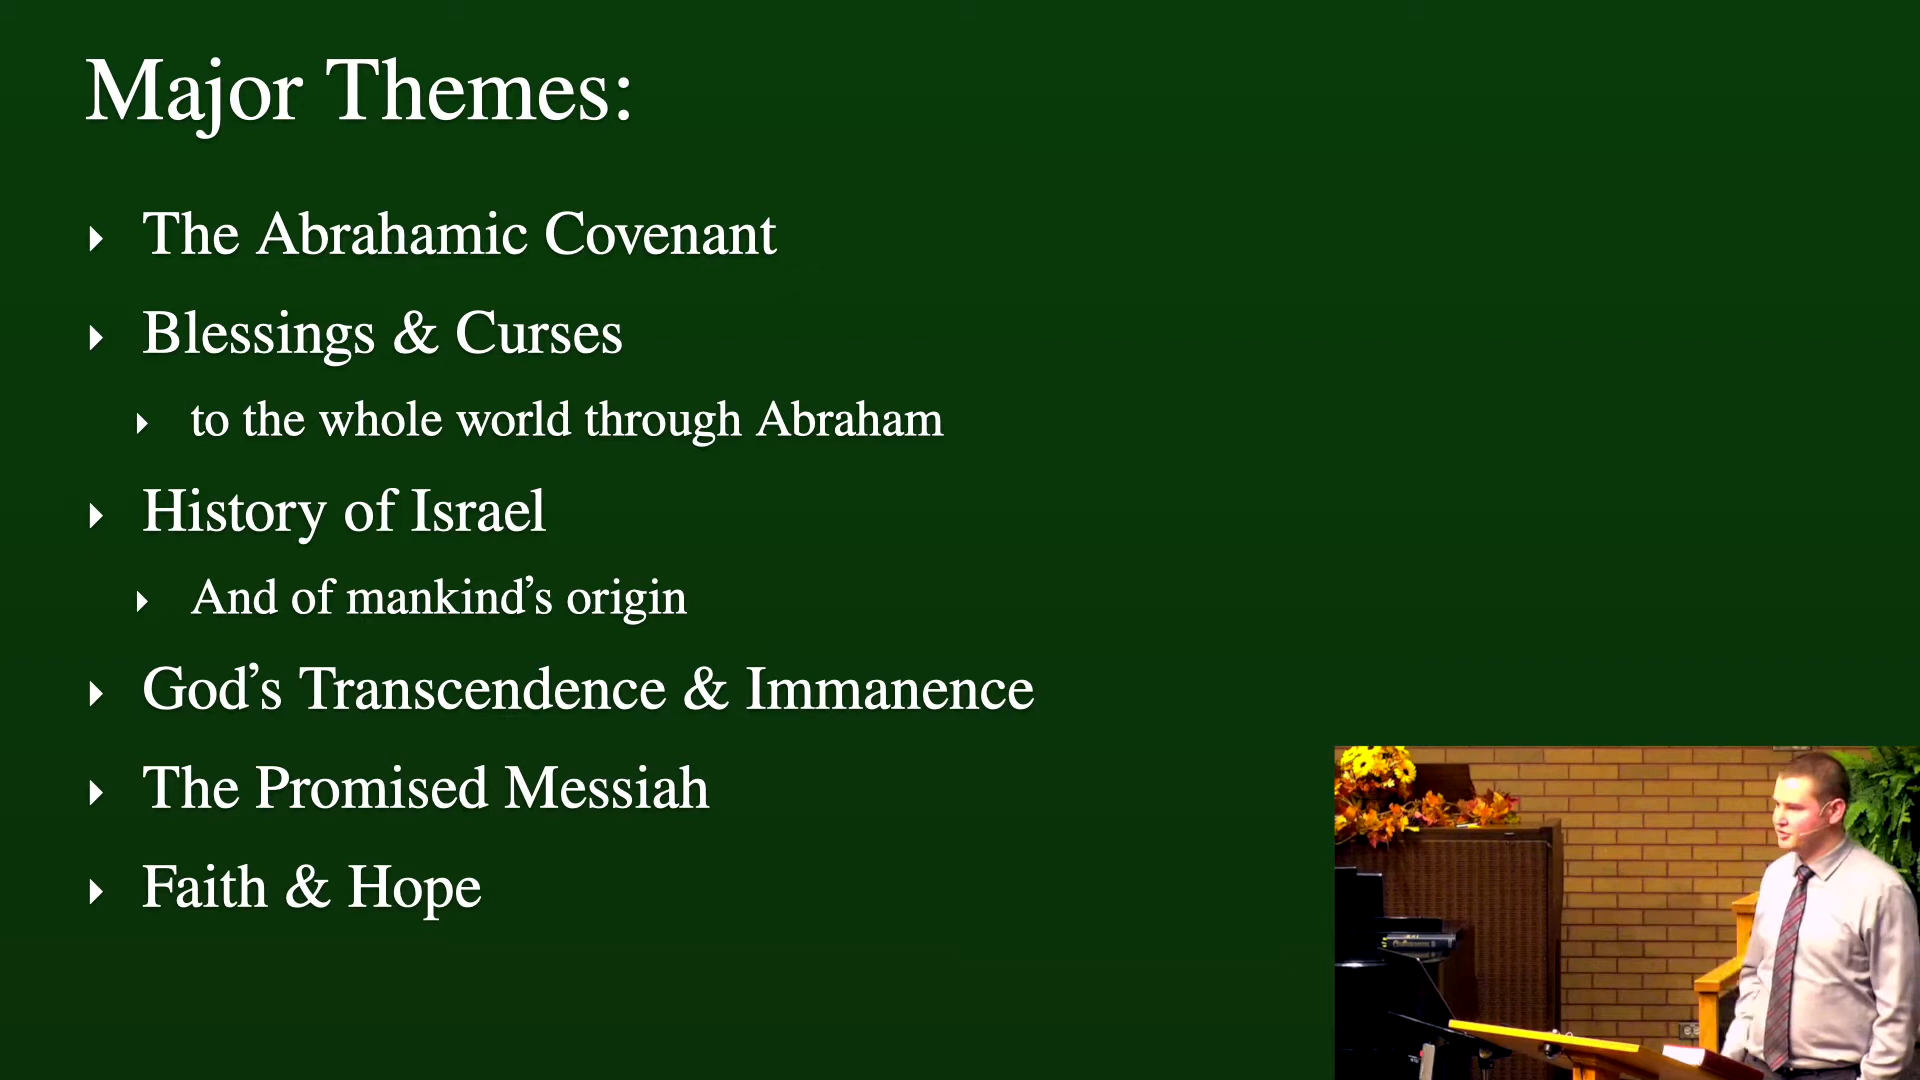 Major Themes:
The Abrahamic Covenant
Blessings & Curses
to the whole world through Abraham
History of Israel
And of mankind's origin
God's Transcendence & Immanence
The Promised Messiah
Faith & Hope